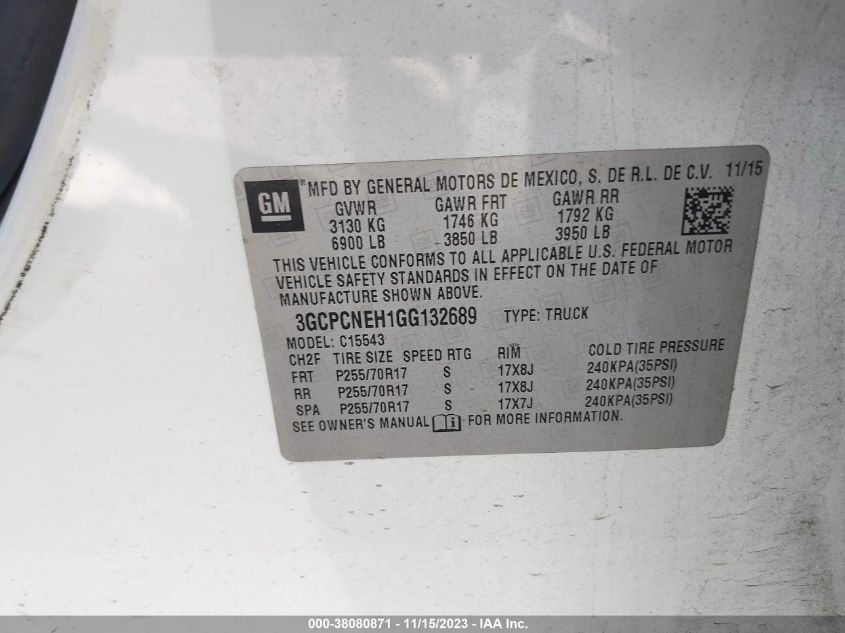 GM
MFD BY GENERAL MOTORS DE MEXICO, S. DE R.L. DE C.V. 11/15
GVWR GAWR FRT GAWR RR
3130 KG 1746 KG 1792 KG
6900 LB 3850 LB 3950 LB
THIS VEHICLE CONFORMS TO ALL APPLICABLE U.S. FEDERAL MOTOR
VEHICLE SAFETY STANDARDS IN EFFECT ON THE DATE OF
MANUFACTURE SHOWN ABOVE.
3GCPCNEH1GG132689 TYPE: TRUCK
MODEL: C15543
CH2F TIRE SIZE SPEED RTG RIM COLD TIRE PRESSURE
FRT P255/70R17 S 17X8J 240KPA(35PSI)
RR P255/70R17 S 17X8J 240KPA(35PSI)
SPA P255/70R17 S 17X7J 240KPA(35PSI)
SEE OWNER'S MANUAL i FOR MORE INFORMATION.
000-38080871 - 11/15/2023 - IAA Inc.